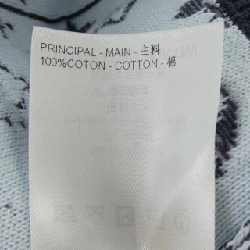 PRINCIPAL - MAIN - 主料
100%COTON - COTTON - 棉